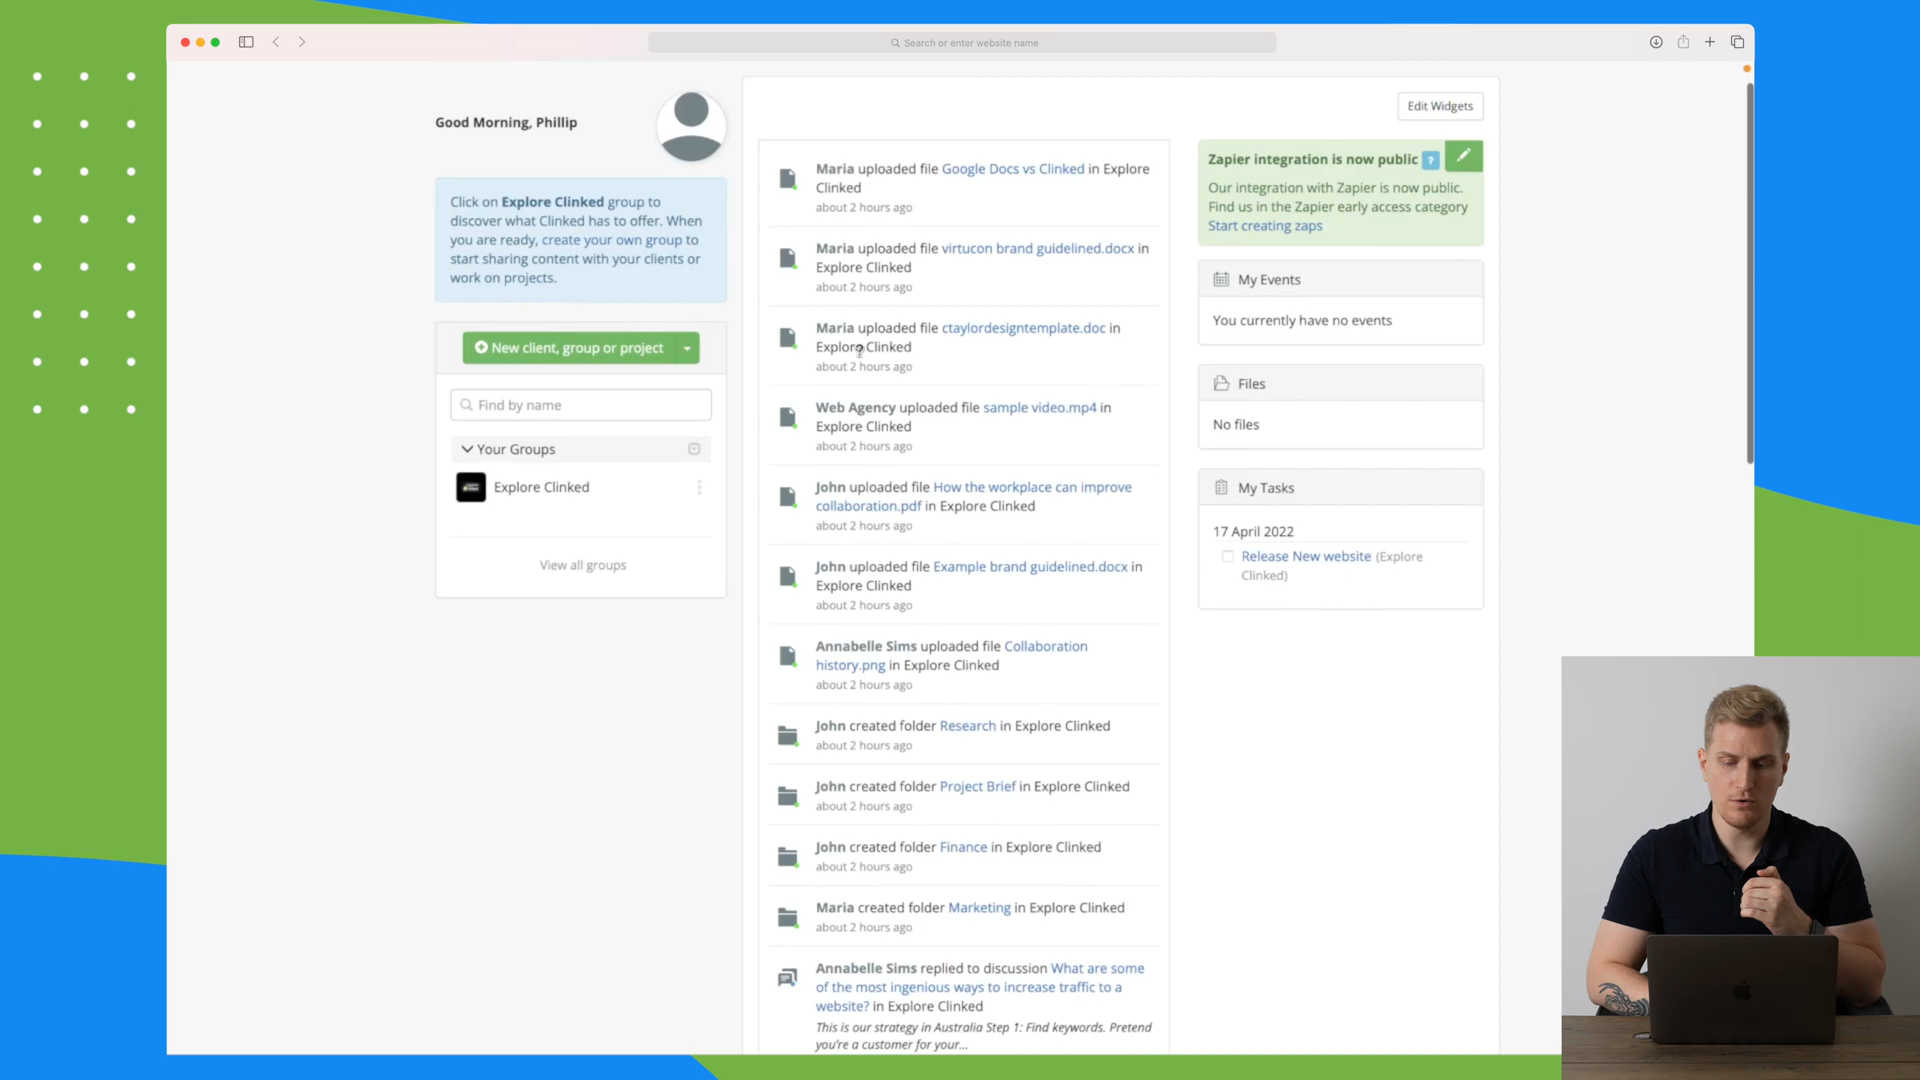 Search or enter website name
Good Morning, Phillip
Click on Explore Clinked group to
discover what Clinked has to offer. When
you are ready, create your own group to
start sharing content with your clients or
work on projects.
New client, group or project
Find by name
Your Groups
Explore Clinked
View all groups
Edit Widgets
Maria uploaded file Google Docs vs Clinked in Explore
Clinked
about 2 hours ago
Maria uploaded file virtucon brand guidelined.docx in
Explore Clinked
about 2 hours ago
Maria uploaded file ctaylordesigntemplate.doc in
Explore Clinked
about 2 hours ago
Web Agency uploaded file sample video.mp4 in
Explore Clinked
about 2 hours ago
John uploaded file How the workplace can improve
collaboration.pdf in Explore Clinked
about 2 hours ago
John uploaded file Example brand guidelined.docx in
Explore Clinked
about 2 hours ago
Annabelle Sims uploaded file Collaboration
history.png in Explore Clinked
about 2 hours ago
John created folder Research in Explore Clinked
about 2 hours ago
John created folder Project Brief in Explore Clinked
about 2 hours ago
John created folder Finance in Explore Clinked
about 2 hours ago
Maria created folder Marketing in Explore Clinked
about 2 hours ago
Annabelle Sims replied to discussion What are some
of the most ingenious ways to increase traffic to a
website? in Explore Clinked
This is our strategy in Australia Step 1: Find keywords. Pretend
you're a customer for your...
Zapier integration is now public ?
Our integration with Zapier is now public.
Find us in the Zapier early access category
Start creating zaps
My Events
You currently have no events
Files
No files
My Tasks
17 April 2022
Release New website (Explore
Clinked)